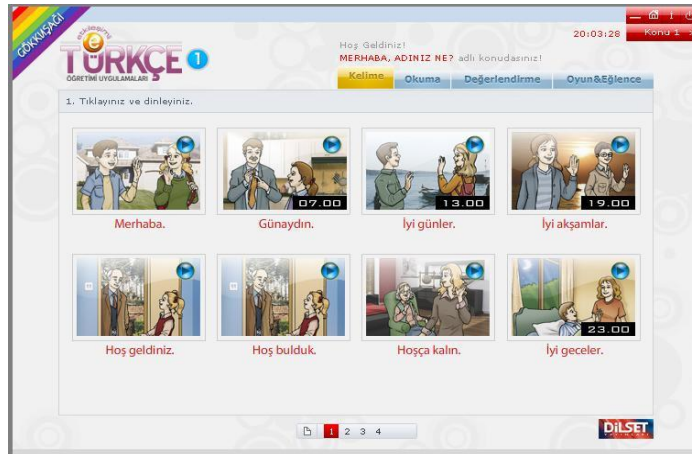 GÖKKUŞAĞI
etkileşimli
e
TÜRKÇE 1
ÖĞRETİMİ UYGULAMALARI
20:03:28
Konu 1
Hoş Geldiniz!
MERHABA, ADINIZ NE? adlı konudasınız!
Kelime Okuma Değerlendirme Oyun&Eğlence
1. Tıklayınız ve dinleyiniz.
07.00 13.00 19.00
Merhaba. Günaydın. İyi günler. İyi akşamlar.
23.00
Hoş geldiniz. Hoş bulduk. Hoşça kalın. İyi geceler.
1 2 3 4
DİLSET